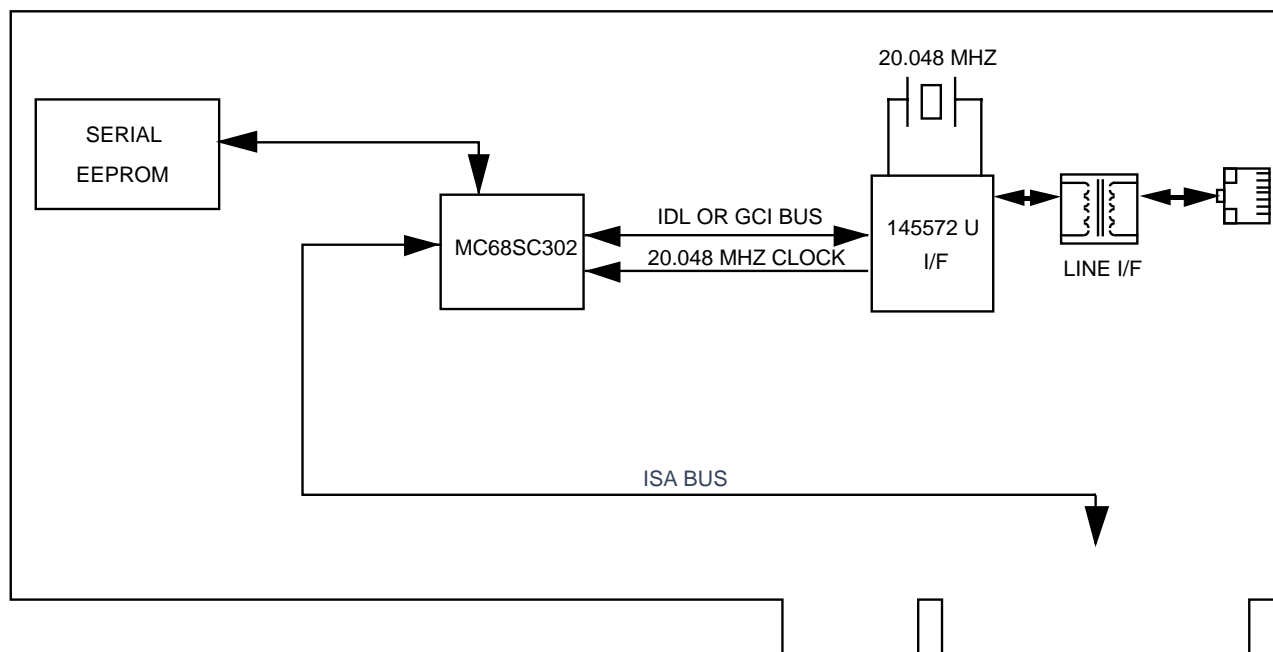 20.048 MHZ
SERIAL
EEPROM
MC68SC302
IDL OR GCI BUS
20.048 MHZ CLOCK
145572 U
I/F
LINE I/F
ISA BUS